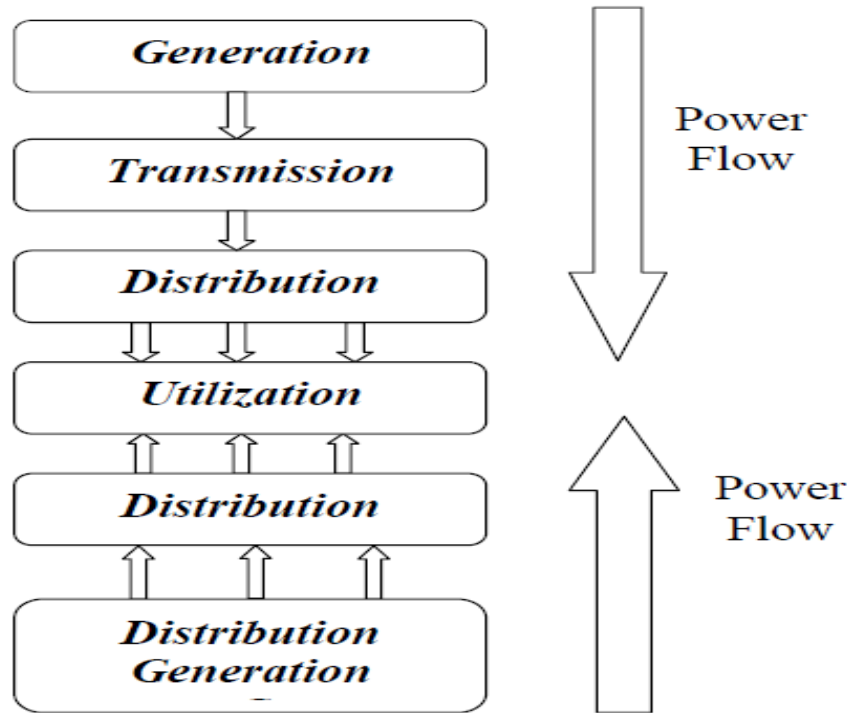 Generation
Transmission
Distribution
Utilization
Distribution
Distribution
Generation
Power
Flow
Power
Flow